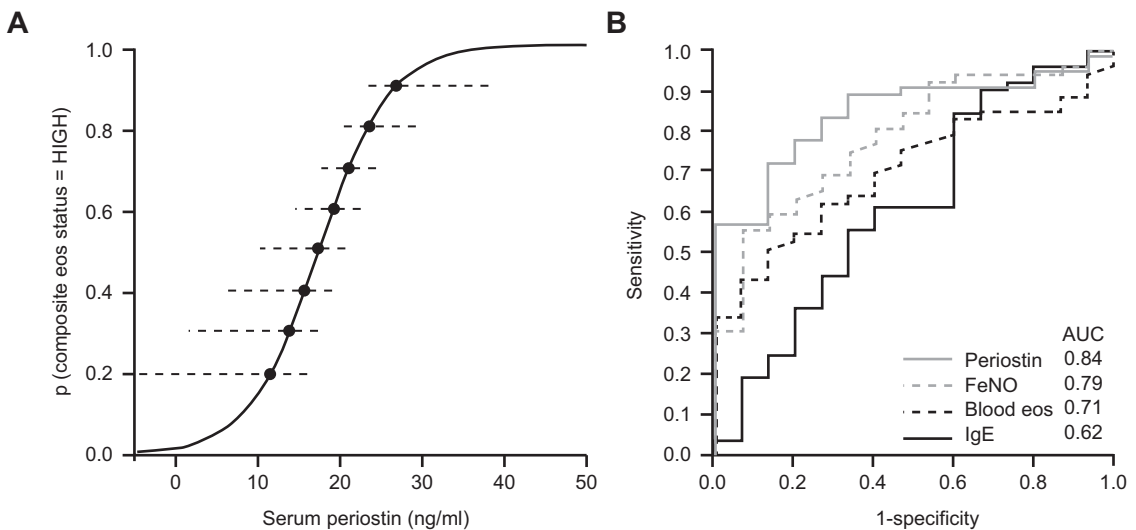 A
p (composite eos status = HIGH)
1.0
0.8
0.6
0.4
0.2
0.0
0
10
20
30
40
50
Serum periostin (ng/ml)
B
Sensitivity
1.0
0.9
0.8
0.7
0.6
0.5
0.4
0.3
0.2
0.1
0.0
AUC
Periostin 0.84
FeNO 0.79
Blood eos 0.71
IgE 0.62
0.0
0.2
0.4
0.6
0.8
1.0
1-specificity